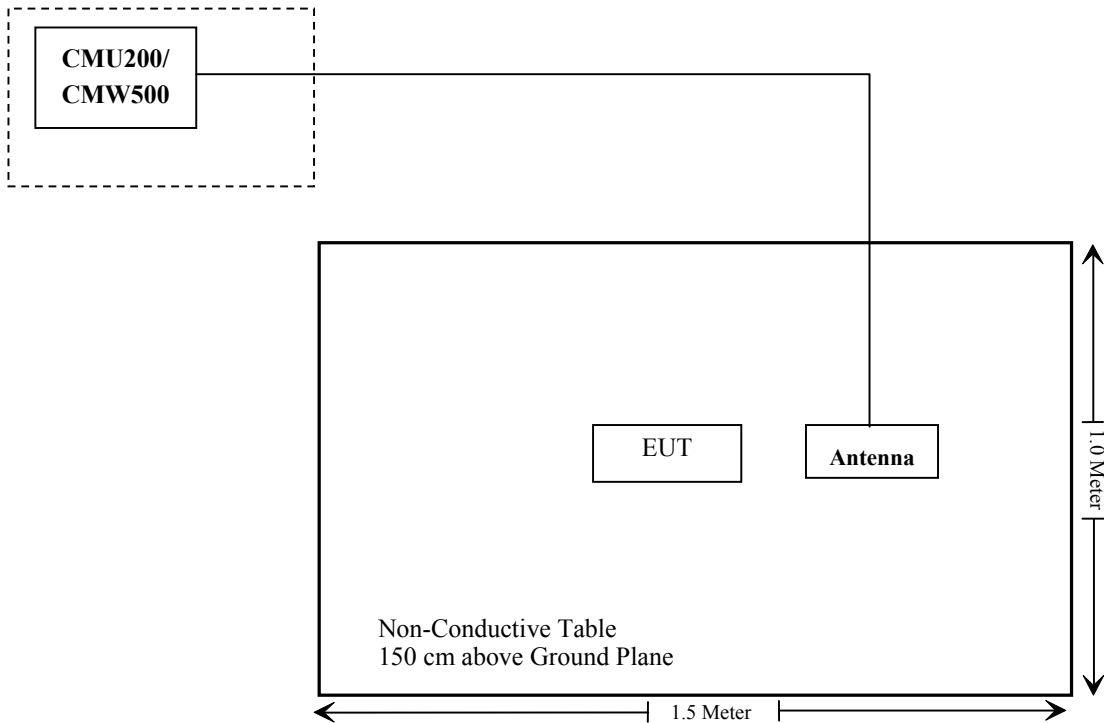 CMU200/
CMW500
EUT
Antenna
1.0 Meter
Non-Conductive Table
150 cm above Ground Plane
1.5 Meter